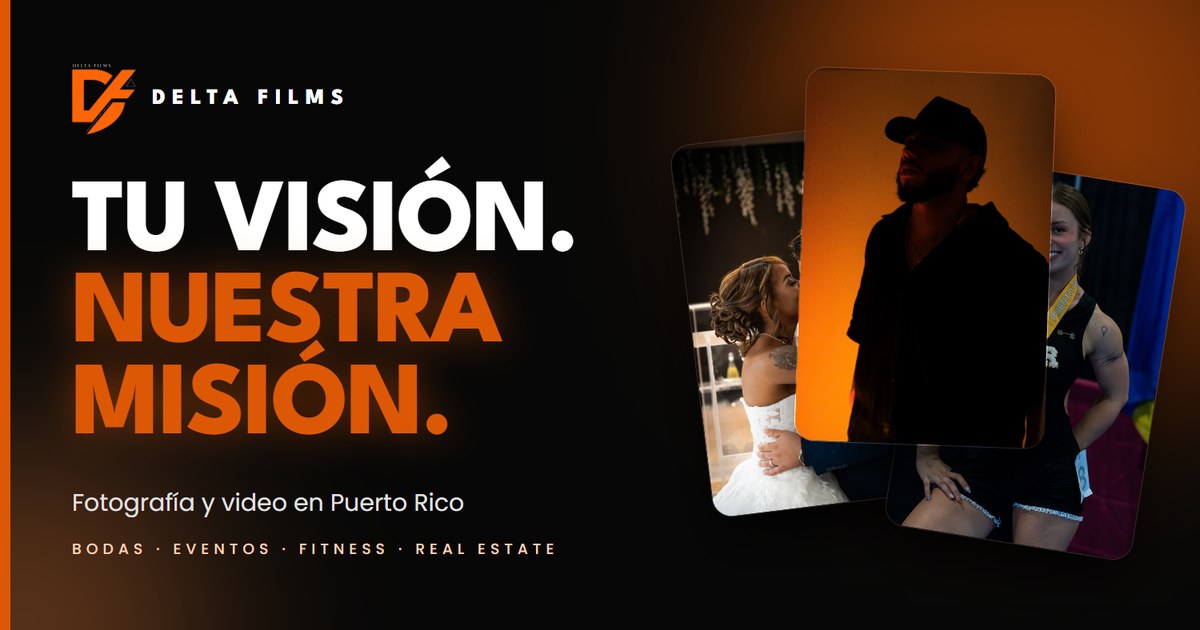 DELTA FILMS
DELTA FILMS
TU VISIÓN.
NUESTRA
MISIÓN.
Fotografía y video en Puerto Rico
BODAS · EVENTOS · FITNESS · REAL ESTATE